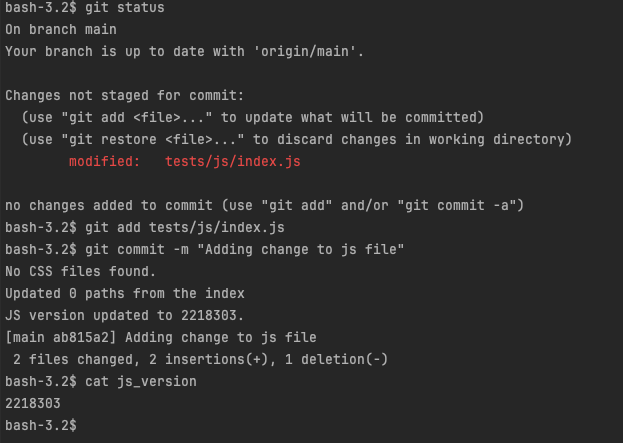 bash-3.2$ git status
On branch main
Your branch is up to date with 'origin/main'.
Changes not staged for commit:
(use "git add <file>..." to update what will be committed)
(use "git restore <file>..." to discard changes in working directory)
modified: tests/js/index.js
no changes added to commit (use "git add" and/or "git commit -a")
bash-3.2$ git add tests/js/index.js
bash-3.2$ git commit -m "Adding change to js file"
No CSS files found.
Updated 0 paths from the index
JS version updated to 2218303.
[main ab815a2] Adding change to js file
2 files changed, 2 insertions(+), 1 deletion(-)
bash-3.2$ cat js_version
2218303
bash-3.2$